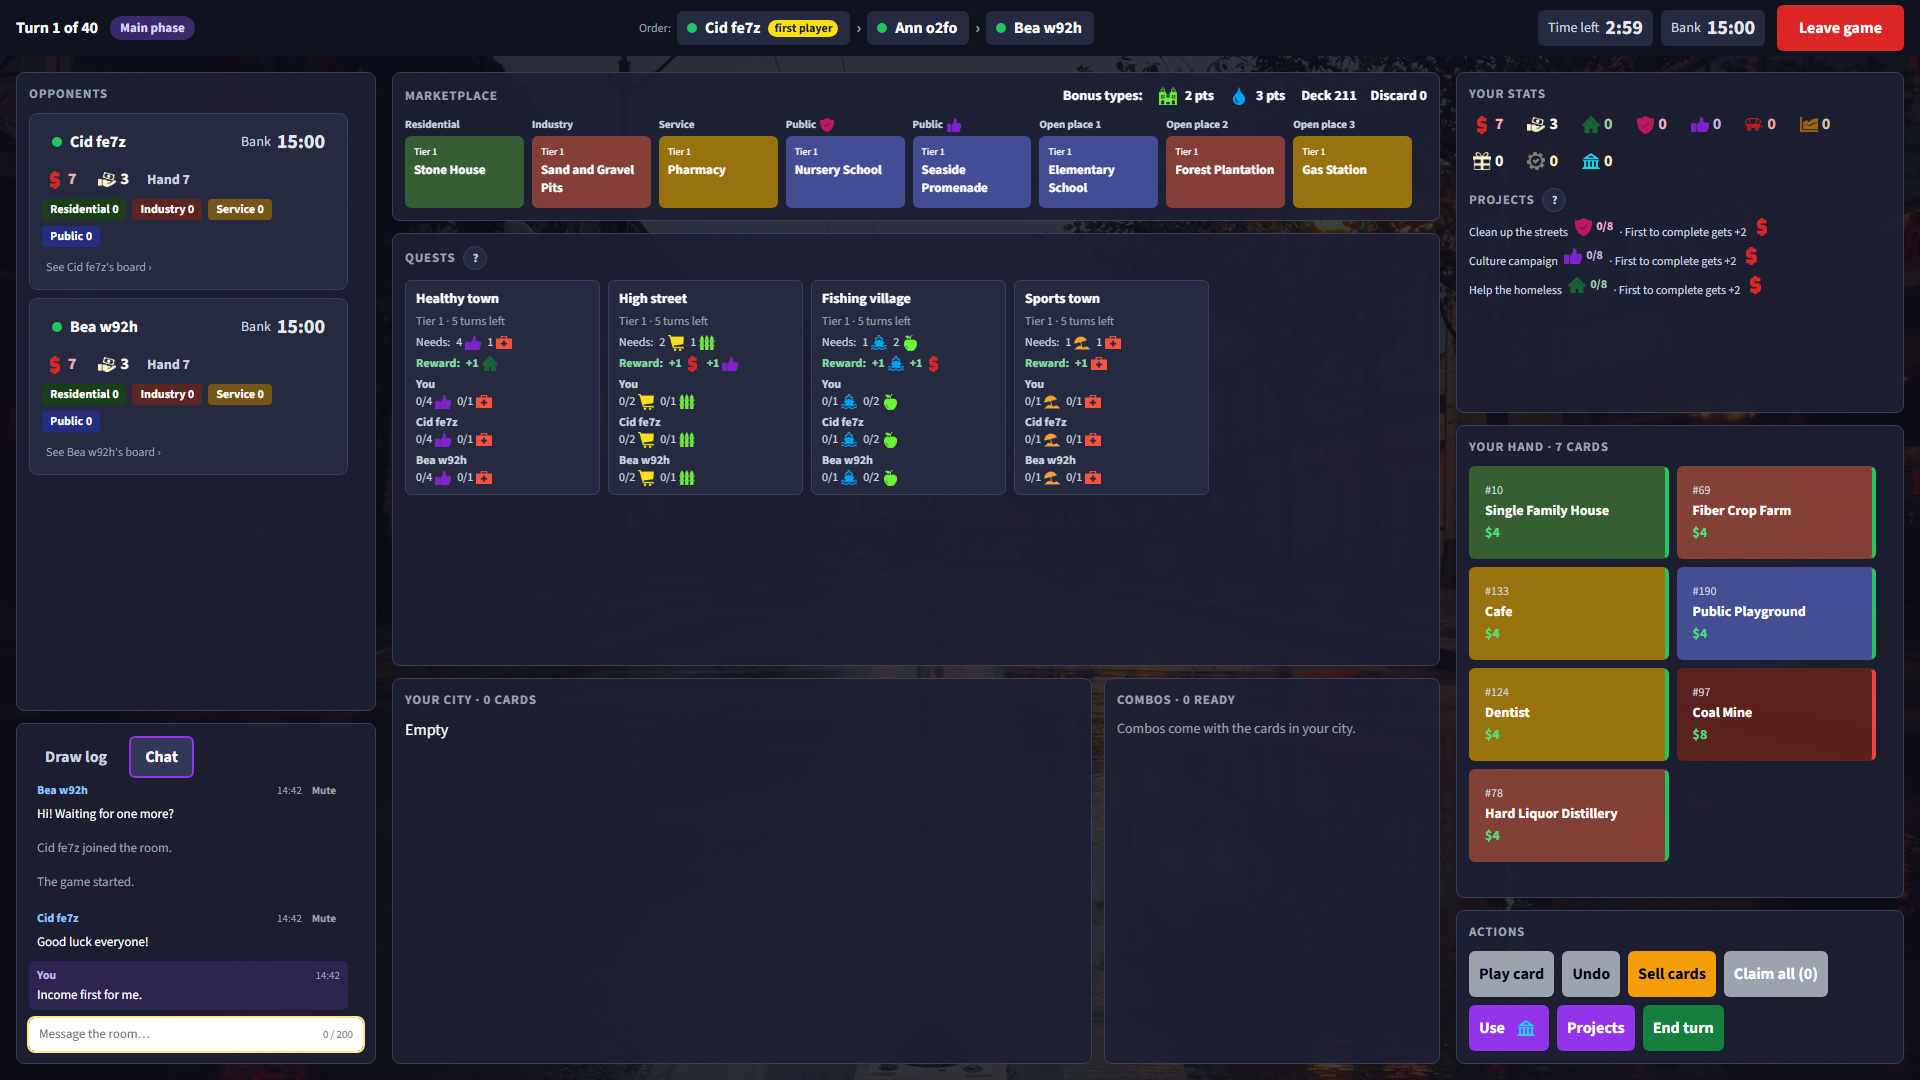 Turn 1 of 40 Main phase
Order: Cid fe7z first player › Ann o2fo › Bea w92h
Time left 2:59 Bank 15:00 Leave game
OPPONENTS
Cid fe7z Bank 15:00
7 3 Hand 7
Residential 0 Industry 0 Service 0
Public 0
See Cid fe7z's board ›
Bea w92h Bank 15:00
7 3 Hand 7
Residential 0 Industry 0 Service 0
Public 0
See Bea w92h's board ›
Draw log Chat
Bea w92h 14:42 Mute
Hi! Waiting for one more?
Cid fe7z joined the room.
The game started.
Cid fe7z 14:42 Mute
Good luck everyone!
You 14:42
Income first for me.
Message the room... 0 / 200
MARKETPLACE
Bonus types: 2 pts 3 pts Deck 211 Discard 0
Residential Industry Service Public Public Open place 1 Open place 2 Open place 3
Tier 1 Tier 1 Tier 1 Tier 1 Tier 1 Tier 1 Tier 1 Tier 1
Stone House Sand and Gravel Pharmacy Nursery School Seaside Elementary Forest Plantation Gas Station
Pits Promenade School
QUESTS ?
Healthy town
Tier 1 · 5 turns left
Needs: 4 1
Reward: +1
You
0/4 0/1
Cid fe7z
0/4 0/1
Bea w92h
0/4 0/1
High street
Tier 1 · 5 turns left
Needs: 2 1
Reward: +1 +1
You
0/2 0/1
Cid fe7z
0/2 0/1
Bea w92h
0/2 0/1
Fishing village
Tier 1 · 5 turns left
Needs: 1 2
Reward: +1 +1
You
0/1 0/2
Cid fe7z
0/1 0/2
Bea w92h
0/1 0/2
Sports town
Tier 1 · 5 turns left
Needs: 1 1
Reward: +1
You
0/1 0/1
Cid fe7z
0/1 0/1
Bea w92h
0/1 0/1
YOUR CITY · 0 CARDS
Empty
COMBOS · 0 READY
Combos come with the cards in your city.
YOUR STATS
7 3 0 0 0 0 0
0 0 0
PROJECTS ?
Clean up the streets 0/8 · First to complete gets +2
Culture campaign 0/8 · First to complete gets +2
Help the homeless 0/8 · First to complete gets +2
YOUR HAND · 7 CARDS
#10
Single Family House
$4
#69
Fiber Crop Farm
$4
#133
Cafe
$4
#190
Public Playground
$4
#124
Dentist
$4
#97
Coal Mine
$8
#78
Hard Liquor Distillery
$4
ACTIONS
Play card Undo Sell cards Claim all (0)
Use Projects End turn